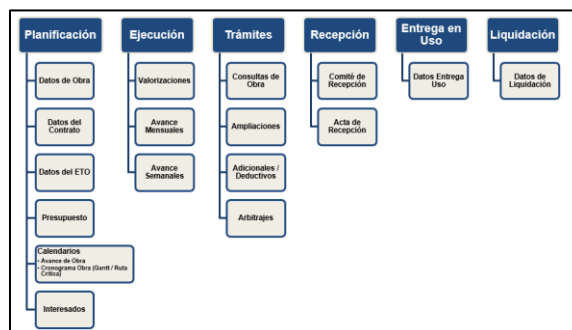 Planificación
Datos de Obra
Datos del
Contrato
Datos del ETO
Presupuesto
Calendarios
• Avance de Obra
• Cronograma Obra (Gantt / Ruta
Crítica)
Interesados
Ejecución
Valorizaciones
Avance
Mensuales
Avance
Semanales
Trámites
Consultas de
Obra
Ampliaciones
Adicionales /
Deductivos
Arbitrajes
Recepción
Comité de
Recepción
Acta de
Recepción
Entrega en
Uso
Datos Entrega
Uso
Liquidación
Datos de
Liquidación